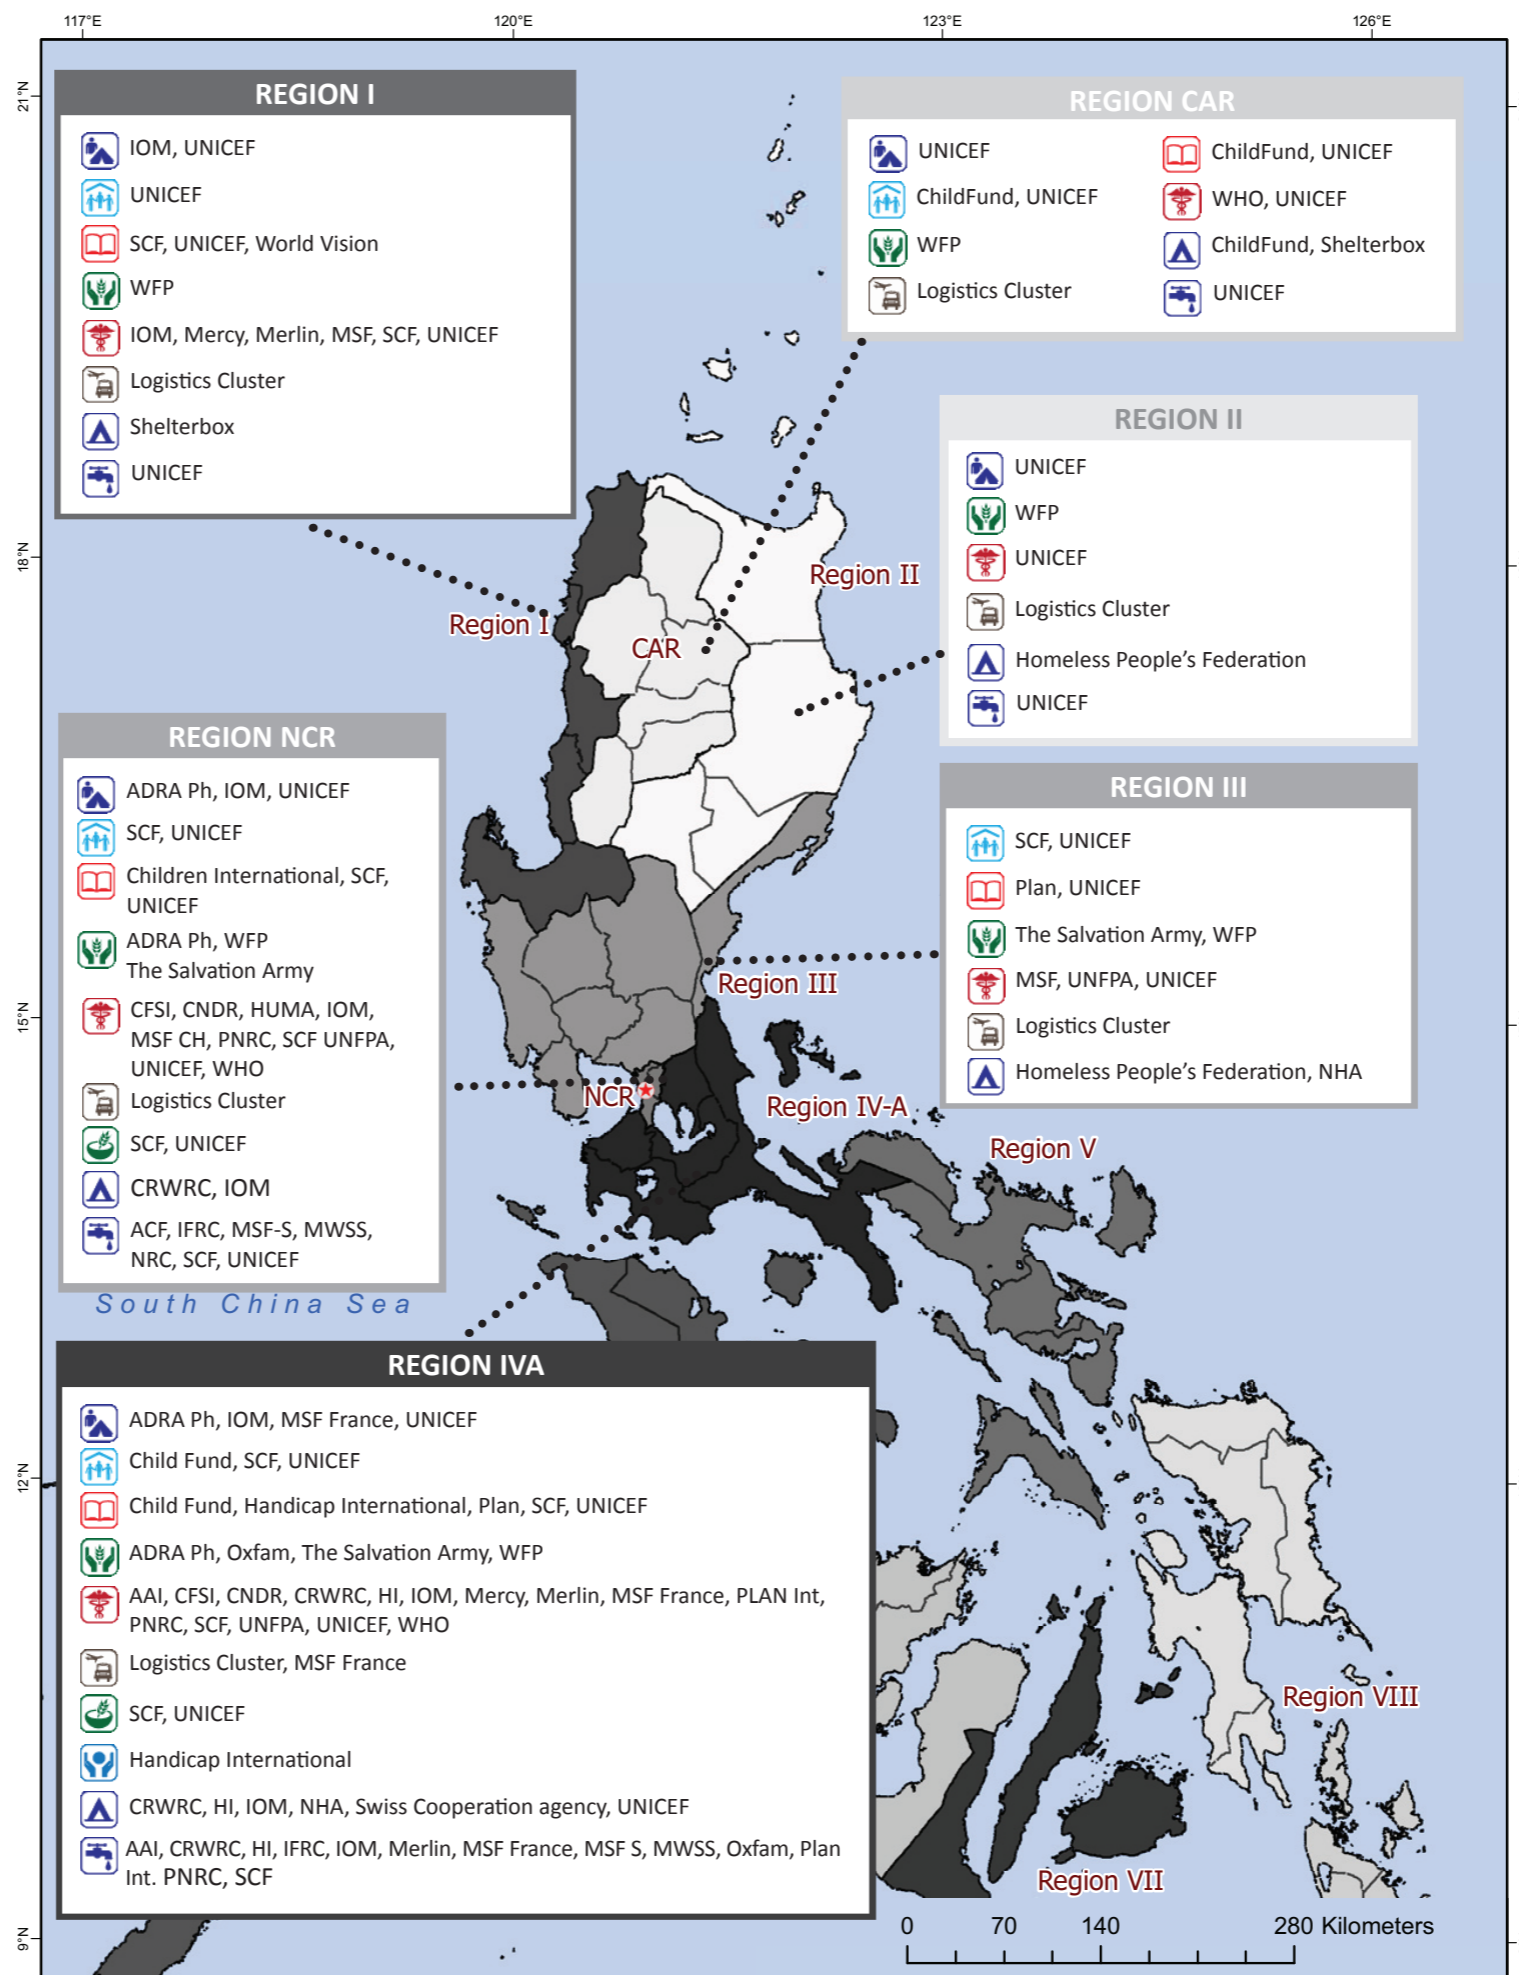 117°E
120°E
123°E
126°E
21°N
18°N
15°N
12°N
9°N
REGION I
IOM, UNICEF
UNICEF
SCF, UNICEF, World Vision
WFP
IOM, Mercy, Merlin, MSF, SCF, UNICEF
Logistics Cluster
Shelterbox
UNICEF
REGION CAR
UNICEF
ChildFund, UNICEF
WFP
Logistics Cluster
ChildFund, UNICEF
WHO, UNICEF
ChildFund, Shelterbox
UNICEF
REGION II
UNICEF
WFP
UNICEF
Logistics Cluster
Homeless People's Federation
UNICEF
Region II
Region I
CAR
REGION NCR
ADRA Ph, IOM, UNICEF
SCF, UNICEF
Children International, SCF,
UNICEF
ADRA Ph, WFP
The Salvation Army
CFSI, CNDR, HUMA, IOM,
MSF CH, PNRC, SCF UNFPA,
UNICEF, WHO
Logistics Cluster
SCF, UNICEF
CRWRC, IOM
ACF, IFRC, MSF-S, MWSS,
NRC, SCF, UNICEF
REGION III
SCF, UNICEF
Plan, UNICEF
The Salvation Army, WFP
MSF, UNFPA, UNICEF
Logistics Cluster
Homeless People's Federation, NHA
Region III
NCR
Region IV-A
Region V
South China Sea
REGION IVA
ADRA Ph, IOM, MSF France, UNICEF
Child Fund, SCF, UNICEF
Child Fund, Handicap International, Plan, SCF, UNICEF
ADRA Ph, Oxfam, The Salvation Army, WFP
AAI, CFSI, CNDR, CRWRC, HI, IOM, Mercy, Merlin, MSF France, PLAN Int,
PNRC, SCF, UNFPA, UNICEF, WHO
Logistics Cluster, MSF France
SCF, UNICEF
Handicap International
CRWRC, HI, IOM, NHA, Swiss Cooperation agency, UNICEF
AAI, CRWRC, HI, IFRC, IOM, Merlin, MSF France, MSF S, MWSS, Oxfam, Plan
Int. PNRC, SCF
Region VIII
Region VII
0 70 140 280 Kilometers